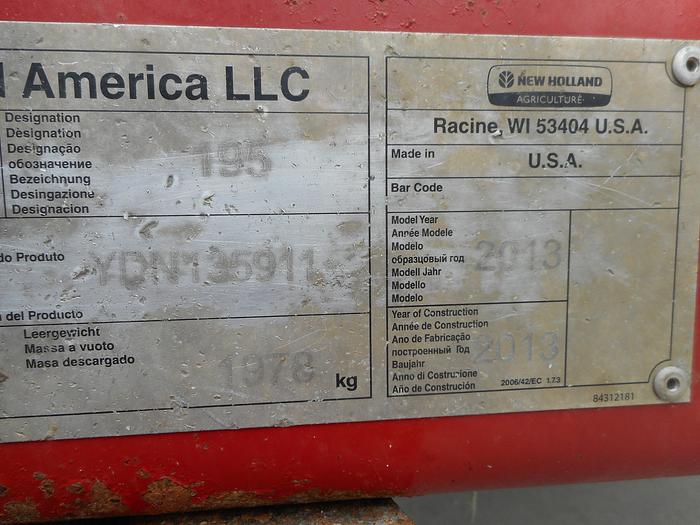 America LLC
Designation
Dèsignation
Designação
обозначение
Bezeichnung
Desingazione
Designacion
195
do Produto
YDN135911
del Producto
Leergewicht
Massa a vuoto
Masa descargado
1978 kg
NEW HOLLAND
AGRICULTURE
Racine, WI 53404 U.S.A.
Made in U.S.A.
Bar Code
Model Year
Année Modele
Modelo
образцовый год
Modell Jahr
Modello
Modelo
2013
Year of Construction
Année de Construction
Ano de Fabricação
построенный Год
Baujahr
Anno di Costruzione
Año de Construción
2013
2006/42/EC 1.7.3
84312181